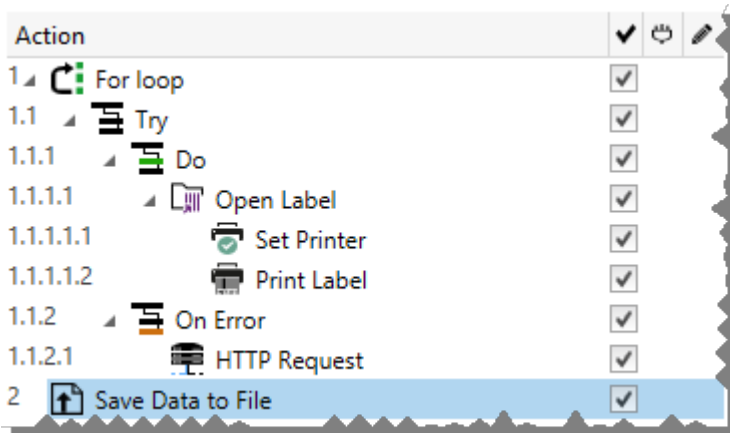 Action
1 For loop
1.1 Try
1.1.1 Do
1.1.1.1 Open Label
1.1.1.1.1 Set Printer
1.1.1.1.2 Print Label
1.1.2 On Error
1.1.2.1 HTTP Request
2 Save Data to File